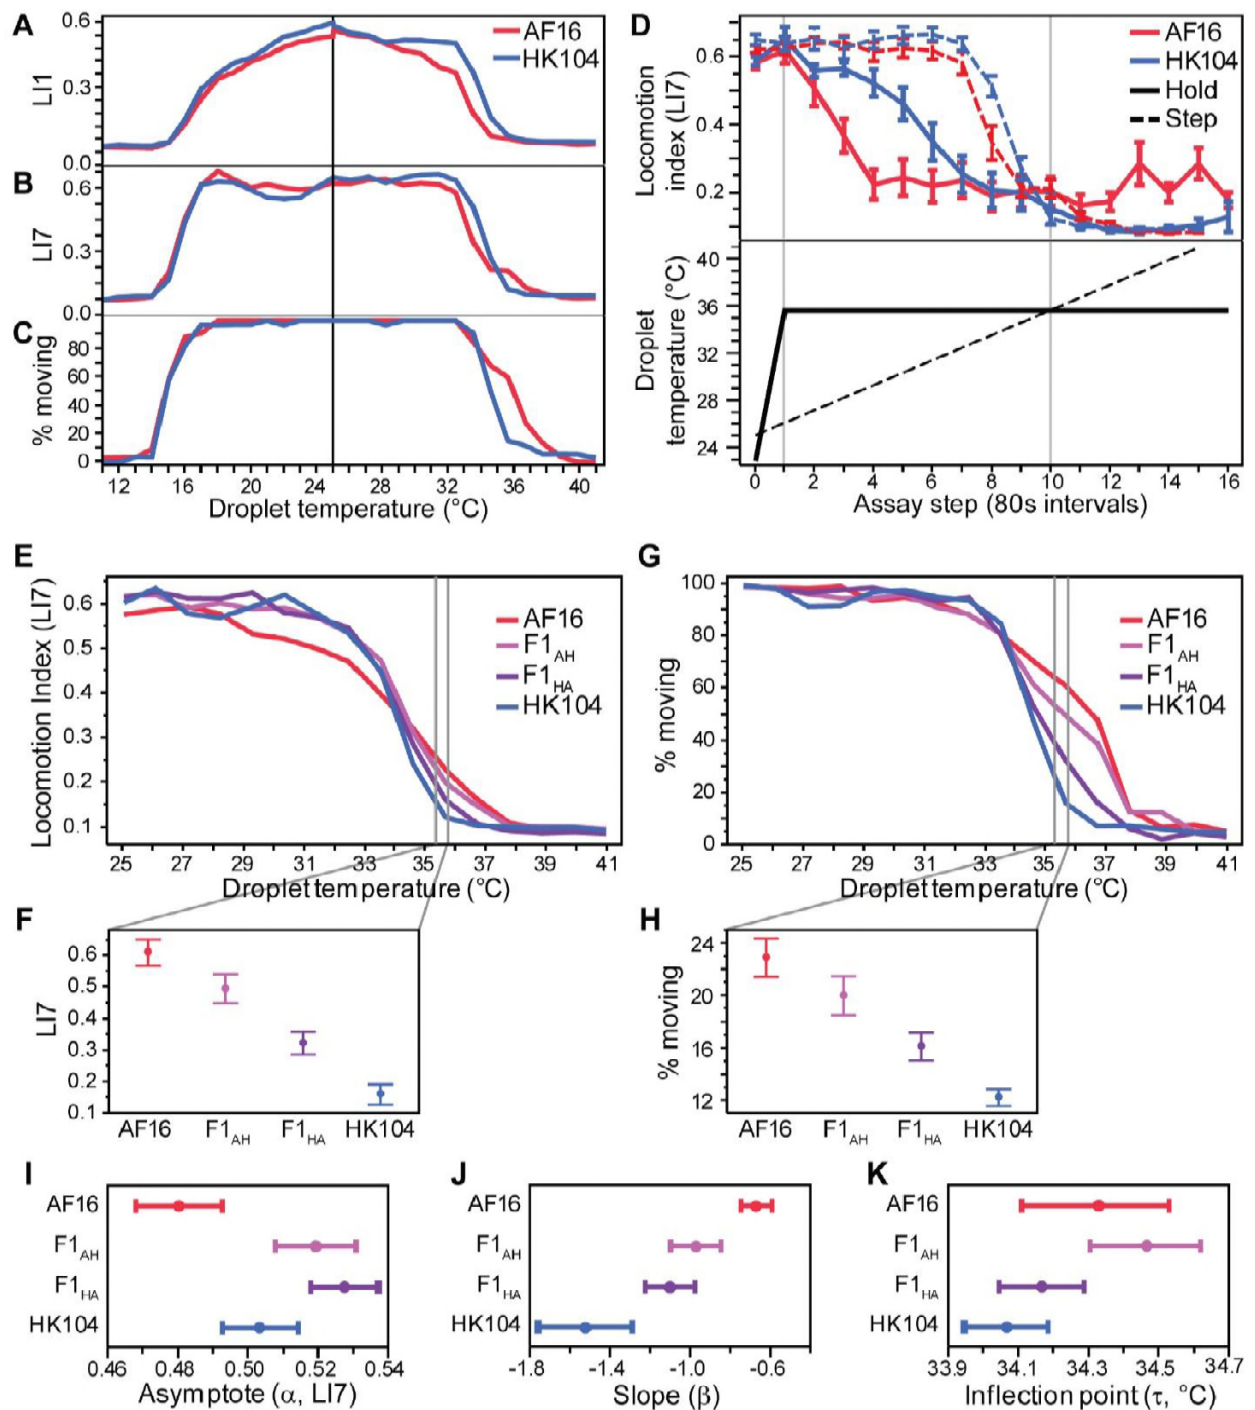 A
0.6
LI1
0.3
0.0
AF16
HK104
B
0.6
LI7
0.3
0.0
C
% moving
80
60
40
20
0
12 16 20 24 28 32 36 40
Droplet temperature (°C)
D
Locomotion
index (LI7)
0.6
0.4
0.2
AF16
HK104
Hold
Step
Droplet
temperature (°C)
40
36
32
28
24
0 2 4 6 8 10 12 14 16
Assay step (80s intervals)
E
Locomotion Index (LI7)
0.6
0.5
0.4
0.3
0.2
0.1
AF16
F1AH
F1HA
HK104
25 27 29 31 33 35 37 39 41
Droplet temperature (°C)
G
% moving
100
80
60
40
20
0
AF16
F1AH
F1HA
HK104
25 27 29 31 33 35 37 39 41
Droplet temperature (°C)
F
LI7
0.6
0.5
0.4
0.3
0.2
0.1
AF16 F1AH F1HA HK104
H
% moving
24
20
16
12
AF16 F1AH F1HA HK104
I
AF16
F1AH
F1HA
HK104
0.46 0.48 0.50 0.52 0.54
Asymptote (α, LI7)
J
AF16
F1AH
F1HA
HK104
-1.8 -1.4 -1.0 -0.6
Slope (β)
K
AF16
F1AH
F1HA
HK104
33.9 34.1 34.3 34.5 34.7
Inflection point (τ, °C)